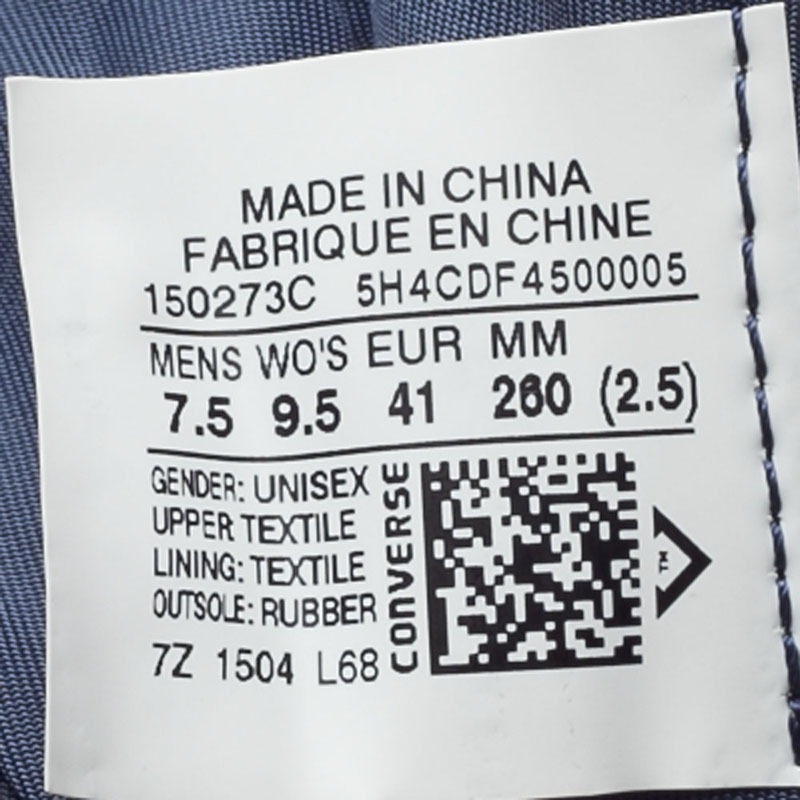 MADE IN CHINA
FABRIQUE EN CHINE
150273C 5H4CDF4500005
MENS WO'S EUR MM
7.5 9.5 41 260 (2.5)
GENDER: UNISEX
UPPER TEXTILE
LINING: TEXTILE
OUTSOLE: RUBBER
7Z 1504 L68
CONVERSE
TM